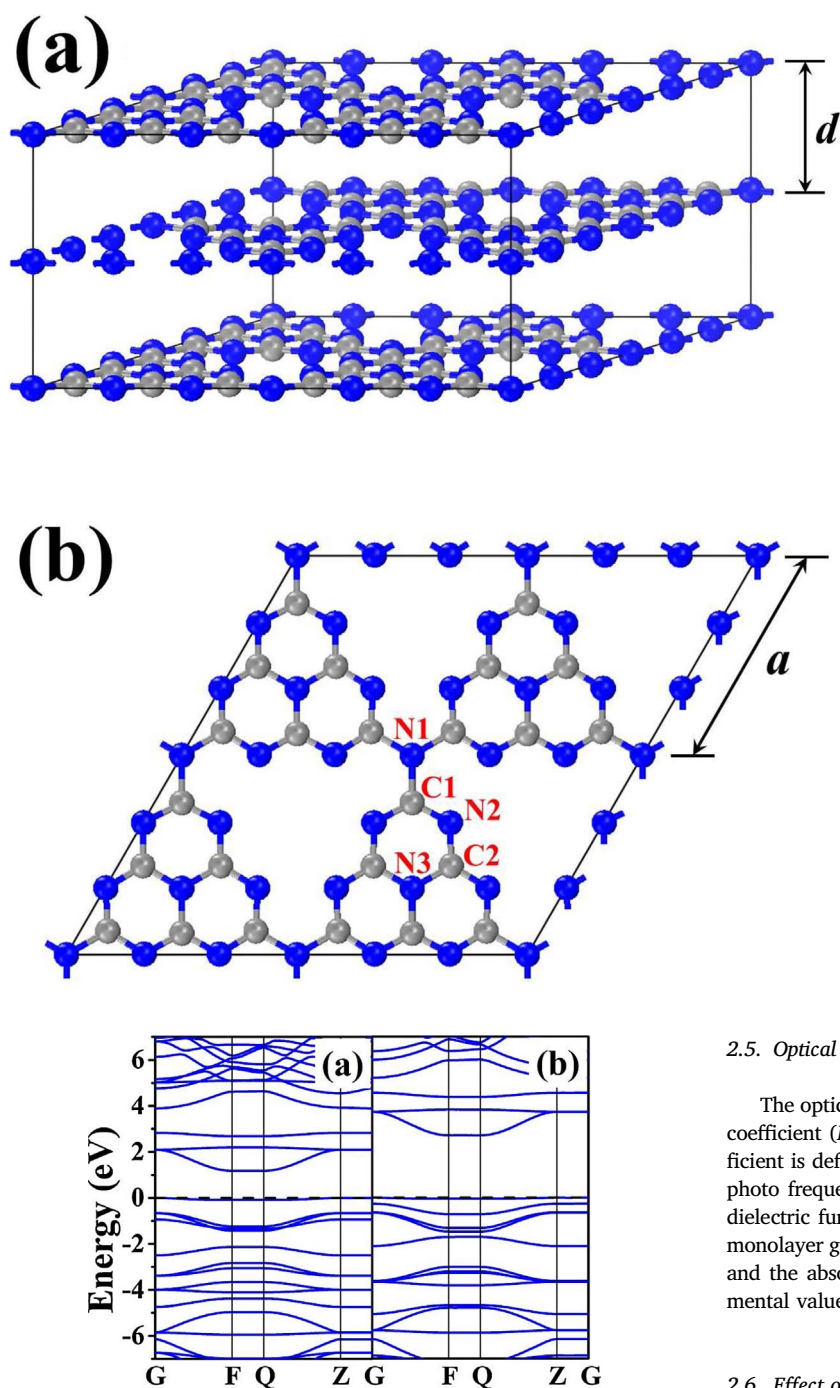 (a)
d
(b)
a
N1
C1
N2
N3
C2
(a)
(b)
6
4
2
0
-2
-4
-6
Energy (eV)
G F Q Z G F Q Z G
2.5. Optical
The optic
coefficient (
ficient is def
photo freque
dielectric fun
monolayer g
and the abso
mental value
2.6. Effect o